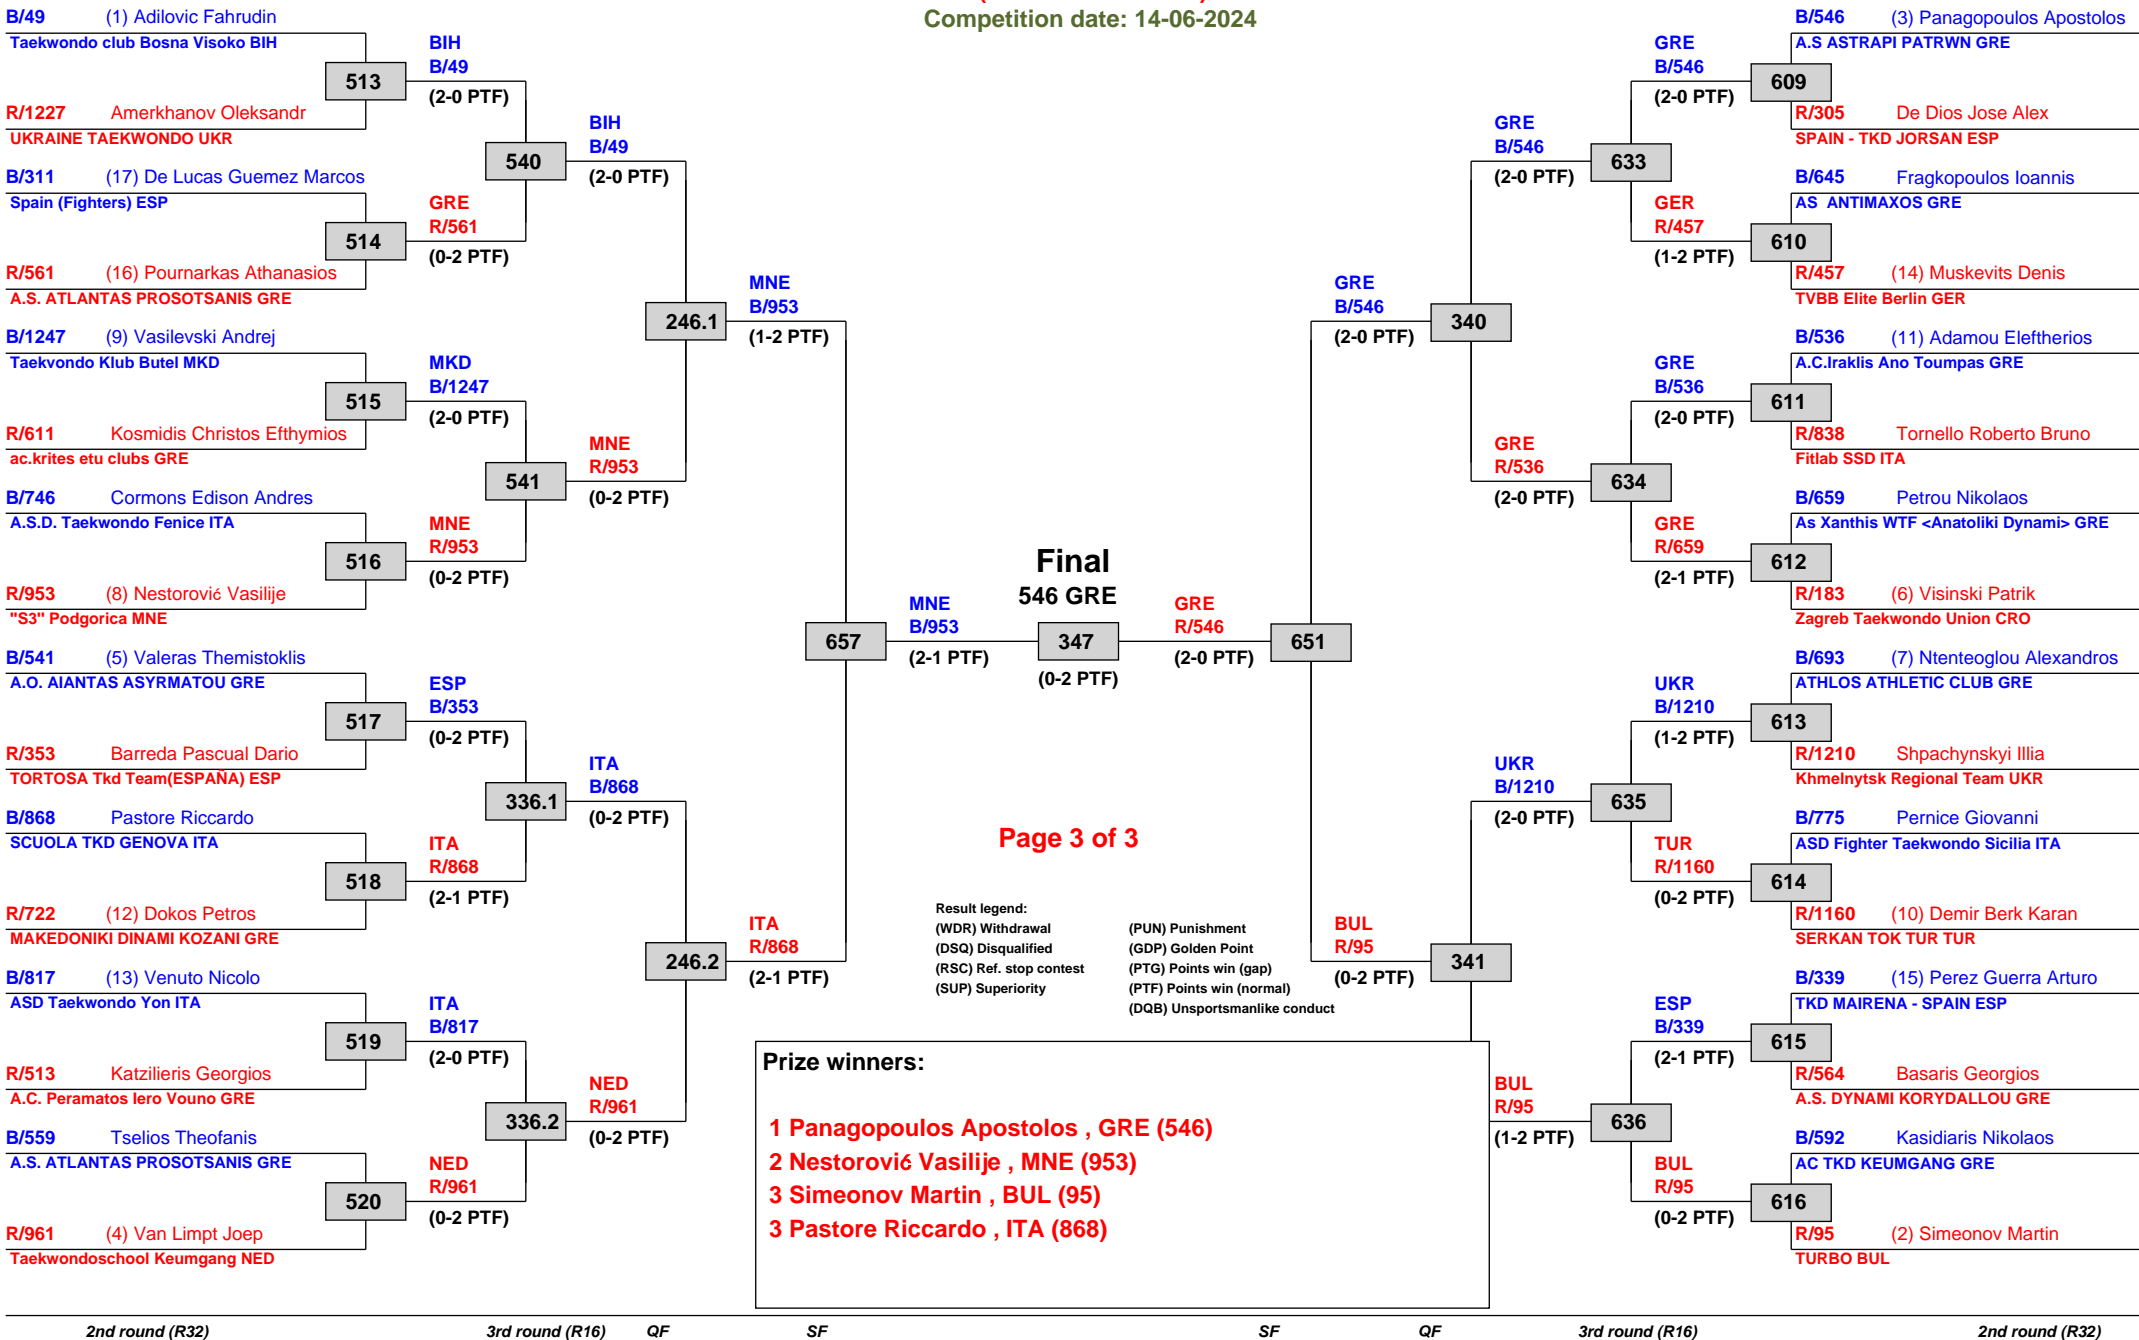 Competition date: 14-06-2024
B/49 (1) Adilovic Fahrudin
Taekwondo club Bosna Visoko BIH
513
R/1227 Amerkhanov Oleksandr
UKRAINE TAEKWONDO UKR
B/311 (17) De Lucas Guemez Marcos
Spain (Fighters) ESP
514
R/561 (16) Pournarkas Athanasios
A.S. ATLANTAS PROSOTSANIS GRE
B/1247 (9) Vasilevski Andrej
Taekvondo Klub Butel MKD
515
R/611 Kosmidis Christos Efthymios
ac.krites etu clubs GRE
B/746 Cormons Edison Andres
A.S.D. Taekwondo Fenice ITA
516
R/953 (8) Nestorović Vasilije
"S3" Podgorica MNE
B/541 (5) Valeras Themistoklis
A.O. AIANTAS ASYRMATOU GRE
517
R/353 Barreda Pascual Dario
TORTOSA Tkd Team(ESPAÑA) ESP
B/868 Pastore Riccardo
SCUOLA TKD GENOVA ITA
518
R/722 (12) Dokos Petros
MAKEDONIKI DINAMI KOZANI GRE
B/817 (13) Venuto Nicolo
ASD Taekwondo Yon ITA
519
R/513 Katzilieris Georgios
A.C. Peramatos Iero Vouno GRE
B/559 Tselios Theofanis
A.S. ATLANTAS PROSOTSANIS GRE
520
R/961 (4) Van Limpt Joep
Taekwondoschool Keumgang NED
BIH
B/49
(2-0 PTF)
540
GRE
R/561
(0-2 PTF)
MKD
B/1247
(2-0 PTF)
541
MNE
R/953
(0-2 PTF)
ESP
B/353
(0-2 PTF)
336.1
ITA
R/868
(2-1 PTF)
ITA
B/817
(2-0 PTF)
336.2
NED
R/961
(0-2 PTF)
BIH
B/49
(2-0 PTF)
246.1
MNE
R/953
(0-2 PTF)
ITA
B/868
(0-2 PTF)
246.2
NED
R/961
(0-2 PTF)
MNE
B/953
(1-2 PTF)
657
ITA
R/868
(2-1 PTF)
MNE
B/953
(2-1 PTF)
Final
546 GRE
347
(0-2 PTF)
GRE
R/546
(2-0 PTF)
651
GRE
B/546
(2-0 PTF)
340
BUL
R/95
(0-2 PTF)
341
GRE
B/546
(2-0 PTF)
633
GRE
R/536
(2-0 PTF)
634
UKR
B/1210
(2-0 PTF)
635
BUL
R/95
(1-2 PTF)
636
GRE
B/546
(2-0 PTF)
609
GER
R/457
(1-2 PTF)
610
GRE
B/536
(2-0 PTF)
611
GRE
R/659
(2-1 PTF)
612
UKR
B/1210
(1-2 PTF)
613
TUR
R/1160
(0-2 PTF)
614
ESP
B/339
(2-1 PTF)
615
BUL
R/95
(0-2 PTF)
616
B/546 (3) Panagopoulos Apostolos
A.S ASTRAPI PATRWN GRE
R/305 De Dios Jose Alex
SPAIN - TKD JORSAN ESP
B/645 Fragkopoulos Ioannis
AS ANTIMAXOS GRE
R/457 (14) Muskevits Denis
TVBB Elite Berlin GER
B/536 (11) Adamou Eleftherios
A.C.Iraklis Ano Toumpas GRE
R/838 Tornello Roberto Bruno
Fitlab SSD ITA
B/659 Petrou Nikolaos
As Xanthis WTF <Anatoliki Dynami> GRE
R/183 (6) Visinski Patrik
Zagreb Taekwondo Union CRO
B/693 (7) Ntenteoglou Alexandros
ATHLOS ATHLETIC CLUB GRE
R/1210 Shpachynskyi Illia
Khmelnytsk Regional Team UKR
B/775 Pernice Giovanni
ASD Fighter Taekwondo Sicilia ITA
R/1160 (10) Demir Berk Karan
SERKAN TOK TUR TUR
B/339 (15) Perez Guerra Arturo
TKD MAIRENA - SPAIN ESP
R/564 Basaris Georgios
A.S. DYNAMI KORYDALLOU GRE
B/592 Kasidiaris Nikolaos
AC TKD KEUMGANG GRE
R/95 (2) Simeonov Martin
TURBO BUL
Page 3 of 3
Result legend:
(WDR) Withdrawal (PUN) Punishment
(DSQ) Disqualified (GDP) Golden Point
(RSC) Ref. stop contest (PTG) Points win (gap)
(SUP) Superiority (PTF) Points win (normal)
(DQB) Unsportsmanlike conduct
Prize winners:
1 Panagopoulos Apostolos , GRE (546)
2 Nestorović Vasilije , MNE (953)
3 Simeonov Martin , BUL (95)
3 Pastore Riccardo , ITA (868)
2nd round (R32) 3rd round (R16) QF SF SF QF 3rd round (R16) 2nd round (R32)